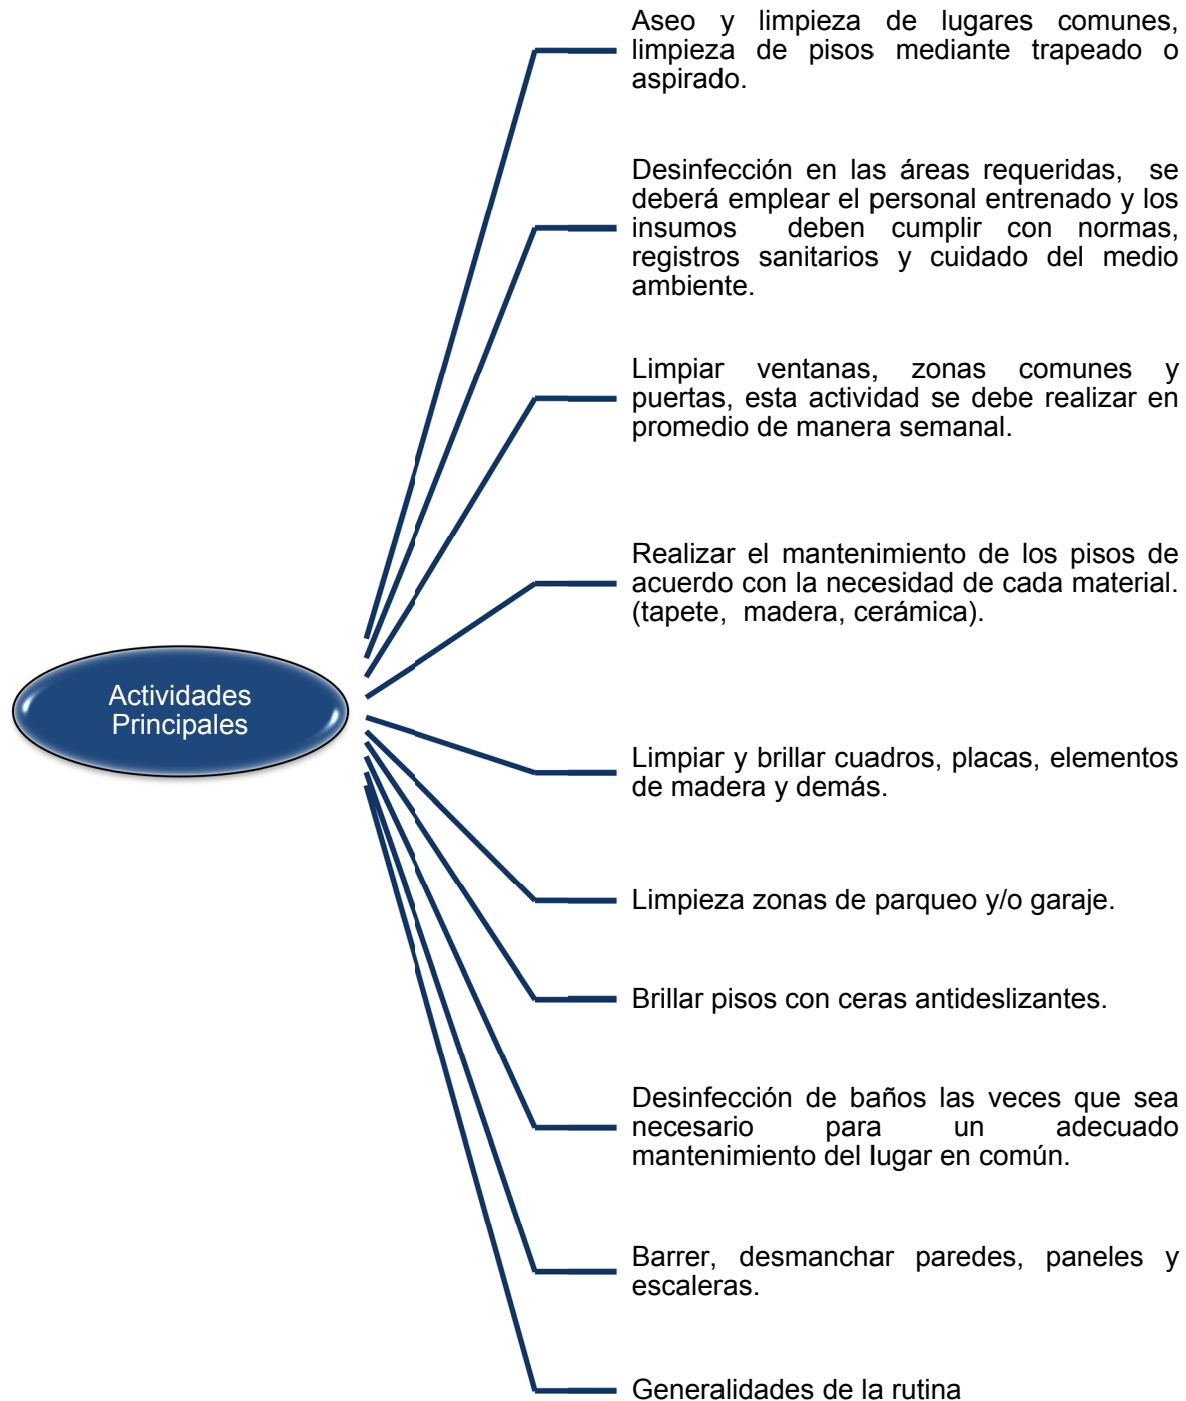 Aseo y limpieza de lugares comunes,
limpieza de pisos mediante trapeado o
aspirado.
Desinfección en las áreas requeridas, se
deberá emplear el personal entrenado y los
insumos deben cumplir con normas,
registros sanitarios y cuidado del medio
ambiente.
Limpiar ventanas, zonas comunes y
puertas, esta actividad se debe realizar en
promedio de manera semanal.
Realizar el mantenimiento de los pisos de
acuerdo con la necesidad de cada material.
(tapete, madera, cerámica).
Actividades
Principales
Limpiar y brillar cuadros, placas, elementos
de madera y demás.
Limpieza zonas de parqueo y/o garaje.
Brillar pisos con ceras antideslizantes.
Desinfección de baños las veces que sea
necesario para un adecuado
mantenimiento del lugar en común.
Barrer, desmanchar paredes, paneles y
escaleras.
Generalidades de la rutina